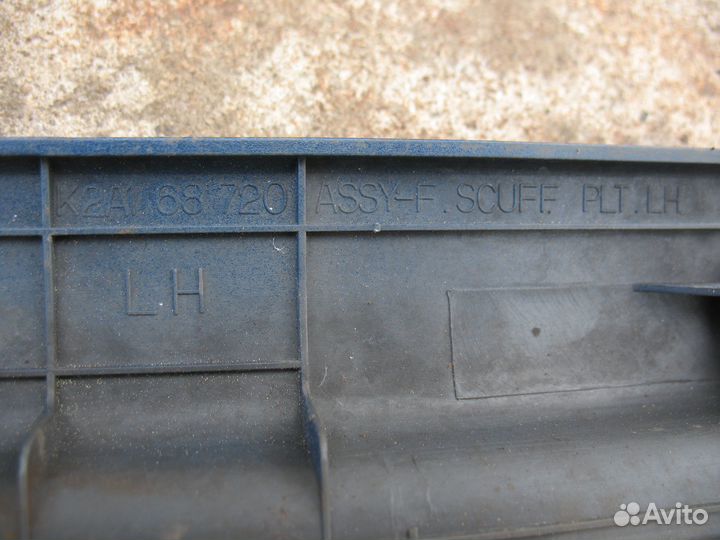 K2A1 68 720 ASSY-F. SCUFF. PLT. LH
LH
Avito